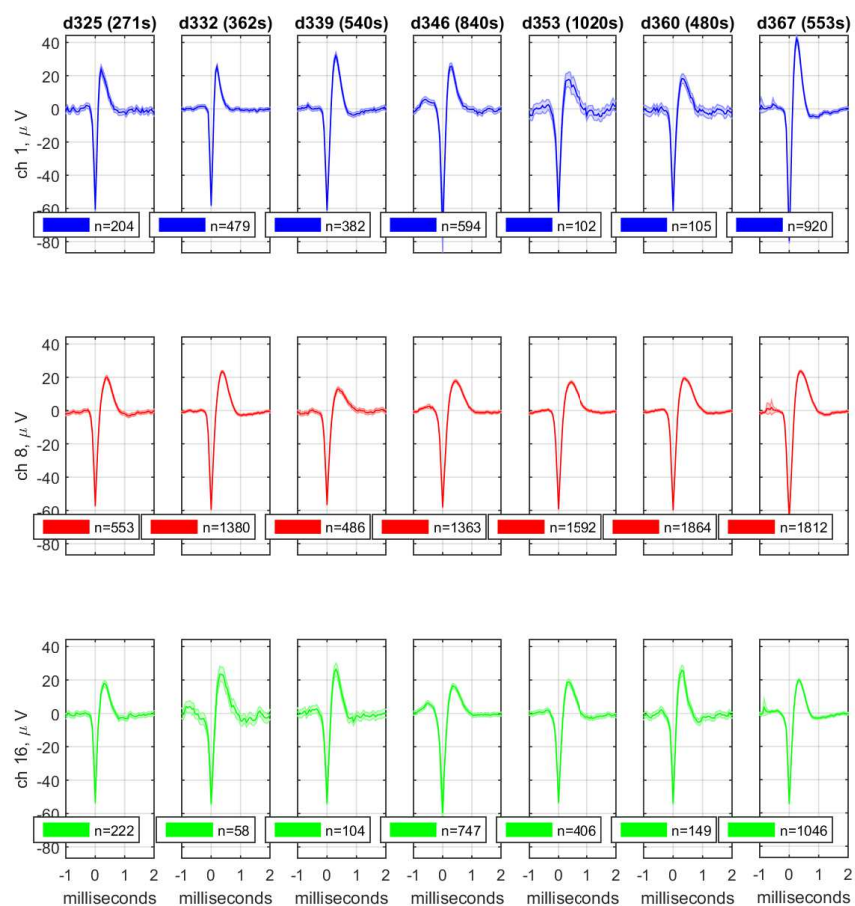 d325 (271s) d332 (362s) d339 (540s) d346 (840s) d353 (1020s) d360 (480s) d367 (553s)
40
20
0
-20
-40
-60
-80
ch 1, μ V
n=204 n=479 n=382 n=594 n=102 n=105 n=920
40
20
0
-20
-40
-60
-80
ch 8, μ V
n=553 n=1380 n=486 n=1363 n=1592 n=1864 n=1812
40
20
0
-20
-40
-60
-80
ch 16, μ V
n=222 n=58 n=104 n=747 n=406 n=149 n=1046
-1 0 1 2 -1 0 1 2 -1 0 1 2 -1 0 1 2 -1 0 1 2 -1 0 1 2 -1 0 1 2
milliseconds milliseconds milliseconds milliseconds milliseconds milliseconds milliseconds